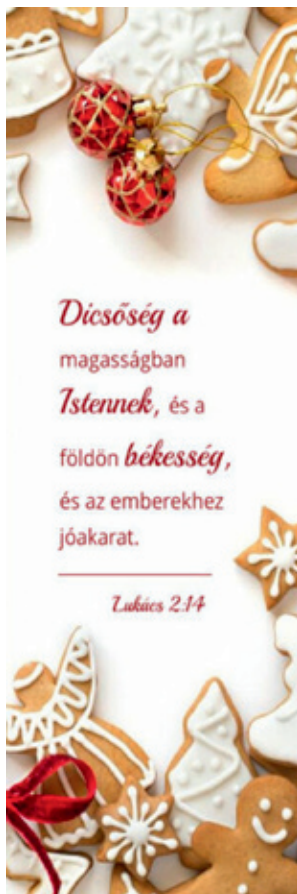 Dicsőség a
magasságban
Istennek, és a
földön békesség,
és az emberekhez
jóakarat.
Lukács 2:14